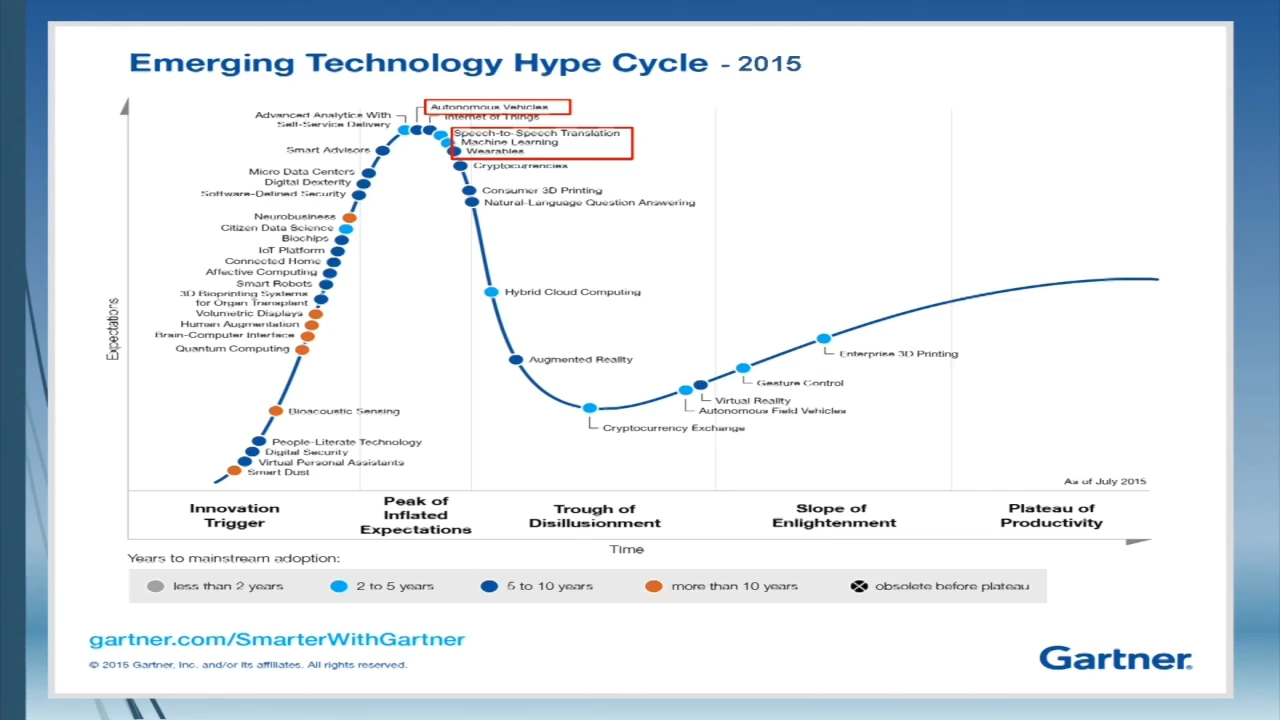 Emerging Technology Hype Cycle - 2015
Expectations
Advanced Analytics With
Self-Service Delivery
Autonomous Vehicles
Internet of Things
Speech-to-Speech Translation
Machine Learning
Wearables
Smart Advisors
Cryptocurrencies
Micro Data Centers
Digital Dexterity
Software-Defined Security
Consumer 3D Printing
Natural-Language Question Answering
Neurobusiness
Citizen Data Science
Biochips
IoT Platform
Connected Home
Affective Computing
Smart Robots
3D Bioprinting Systems
for Organ Transplant
Volumetric Displays
Human Augmentation
Brain-Computer Interface
Quantum Computing
Hybrid Cloud Computing
Augmented Reality
Enterprise 3D Printing
Gesture Control
Virtual Reality
Autonomous Field Vehicles
Cryptocurrency Exchange
Bioacoustic Sensing
People-Literate Technology
Digital Security
Virtual Personal Assistants
Smart Dust
As of July 2015
Innovation
Trigger
Peak of
Inflated
Expectations
Trough of
Disillusionment
Slope of
Enlightenment
Plateau of
Productivity
Time
Years to mainstream adoption:
less than 2 years
2 to 5 years
5 to 10 years
more than 10 years
obsolete before plateau
gartner.com/SmarterWithGartner
© 2015 Gartner, Inc. and/or its affiliates. All rights reserved.
Gartner®